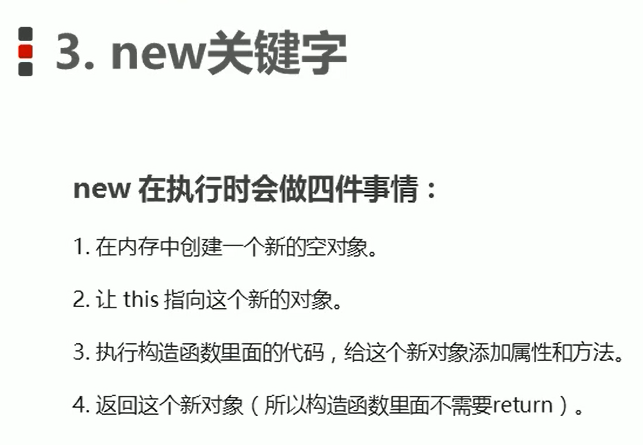 3. new关键字
new 在执行时会做四件事情：
1. 在内存中创建一个新的空对象。
2. 让 this 指向这个新的对象。
3. 执行构造函数里面的代码，给这个新对象添加属性和方法。
4. 返回这个新对象（所以构造函数里面不需要return）。